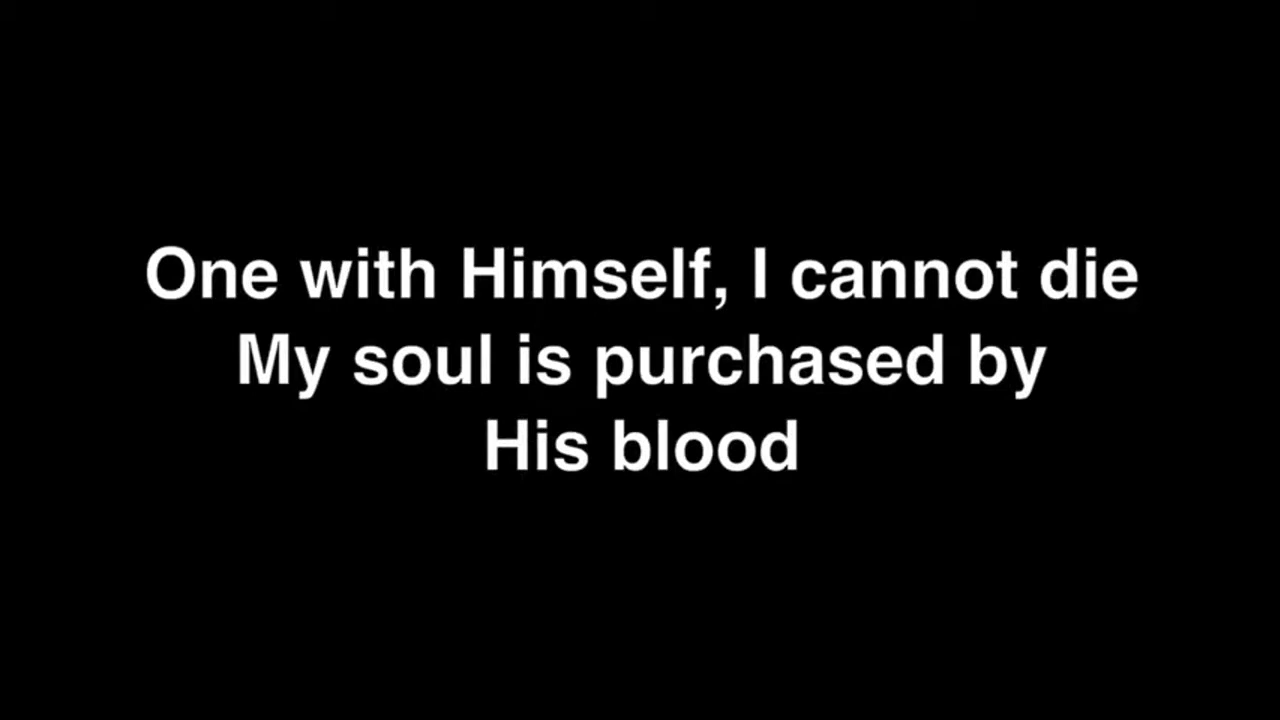 One with Himself, I cannot die
My soul is purchased by
His blood